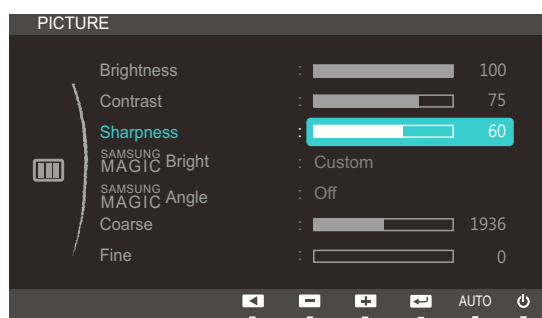 PICTURE
Brightness : 100
Contrast : 75
Sharpness : 60
SAMSUNG MAGIC Bright : Custom
SAMSUNG MAGIC Angle : Off
Coarse : 1936
Fine : 0
AUTO